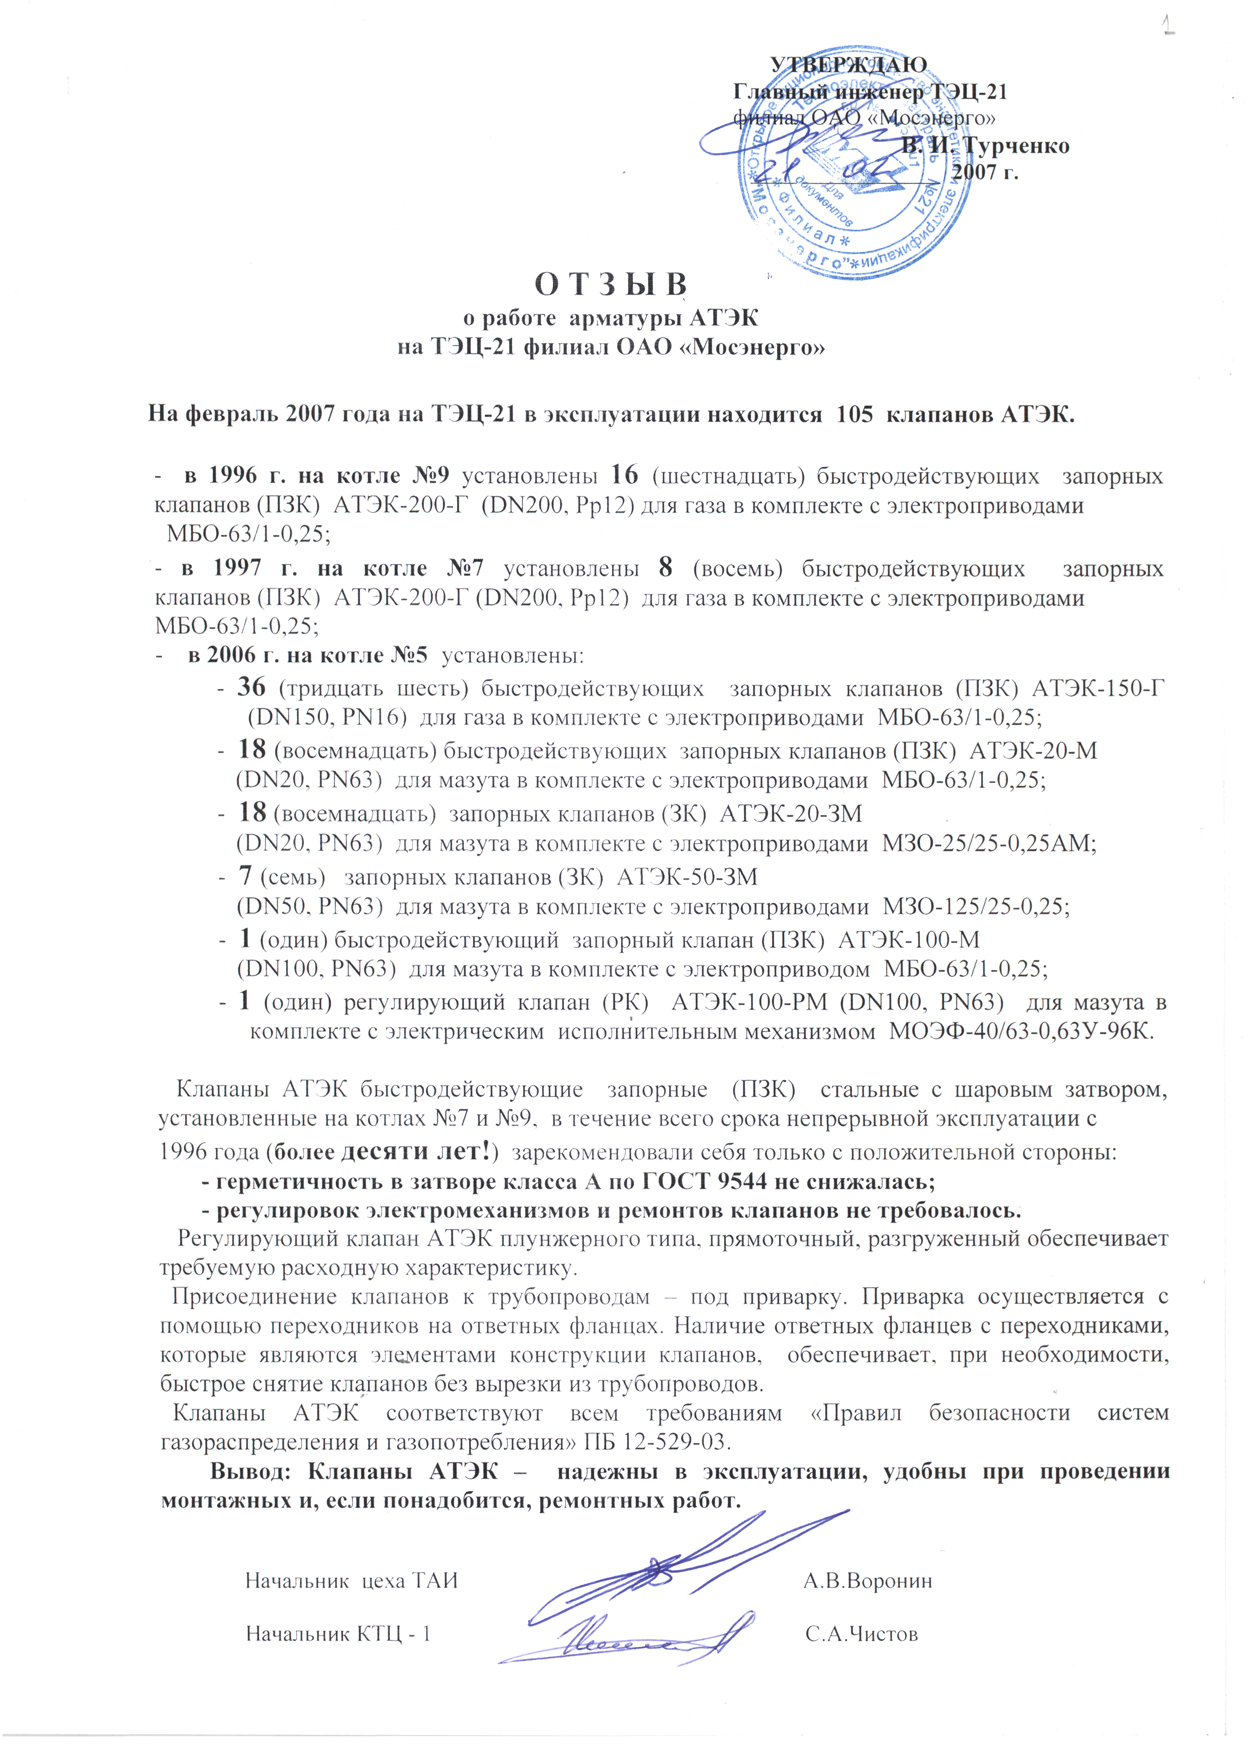 1
УТВЕРЖДАЮ
Главный инженер ТЭЦ-21
филиал ОАО «Мосэнерго»
В. И. Турченко
21 02 2007 г.
О Т З Ы В
о работе арматуры АТЭК
на ТЭЦ-21 филиал ОАО «Мосэнерго»
На февраль 2007 года на ТЭЦ-21 в эксплуатации находится 105 клапанов АТЭК.
- в 1996 г. на котле №9 установлены 16 (шестнадцать) быстродействующих запорных
клапанов (ПЗК) АТЭК-200-Г (DN200, Рр12) для газа в комплекте с электроприводами
МБО-63/1-0,25;
- в 1997 г. на котле №7 установлены 8 (восемь) быстродействующих запорных
клапанов (ПЗК) АТЭК-200-Г (DN200, Рр12) для газа в комплекте с электроприводами
МБО-63/1-0,25;
- в 2006 г. на котле №5 установлены:
- 36 (тридцать шесть) быстродействующих запорных клапанов (ПЗК) АТЭК-150-Г
(DN150, PN16) для газа в комплекте с электроприводами МБО-63/1-0,25;
- 18 (восемнадцать) быстродействующих запорных клапанов (ПЗК) АТЭК-20-М
(DN20, PN63) для мазута в комплекте с электроприводами МБО-63/1-0,25;
- 18 (восемнадцать) запорных клапанов (ЗК) АТЭК-20-ЗМ
(DN20, PN63) для мазута в комплекте с электроприводами МЗО-25/25-0,25АМ;
- 7 (семь) запорных клапанов (ЗК) АТЭК-50-ЗМ
(DN50, PN63) для мазута в комплекте с электроприводами МЗО-125/25-0,25;
- 1 (один) быстродействующий запорный клапан (ПЗК) АТЭК-100-М
(DN100, PN63) для мазута в комплекте с электроприводом МБО-63/1-0,25;
- 1 (один) регулирующий клапан (РК) АТЭК-100-РМ (DN100, PN63) для мазута в
комплекте с электрическим исполнительным механизмом МОЭФ-40/63-0,63У-96К.
Клапаны АТЭК быстродействующие запорные (ПЗК) стальные с шаровым затвором,
установленные на котлах №7 и №9, в течение всего срока непрерывной эксплуатации с
1996 года (более десяти лет!) зарекомендовали себя только с положительной стороны:
- герметичность в затворе класса А по ГОСТ 9544 не снижалась;
- регулировок электромеханизмов и ремонтов клапанов не требовалось.
Регулирующий клапан АТЭК плунжерного типа, прямоточный, разгруженный обеспечивает
требуемую расходную характеристику.
Присоединение клапанов к трубопроводам – под приварку. Приварка осуществляется с
помощью переходников на ответных фланцах. Наличие ответных фланцев с переходниками,
которые являются элементами конструкции клапанов, обеспечивает, при необходимости,
быстрое снятие клапанов без вырезки из трубопроводов.
Клапаны АТЭК соответствуют всем требованиям «Правил безопасности систем
газораспределения и газопотребления» ПБ 12-529-03.
Вывод: Клапаны АТЭК – надежны в эксплуатации, удобны при проведении
монтажных и, если понадобится, ремонтных работ.
Начальник цеха ТАИ А.В.Воронин
Начальник КТЦ - 1 С.А.Чистов